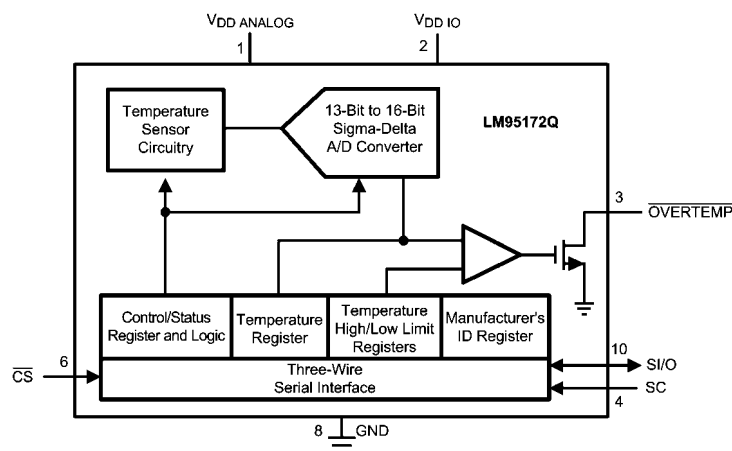 VDD ANALOG
VDD IO
1
2
Temperature
Sensor
Circuitry
13-Bit to 16-Bit
Sigma-Delta
A/D Converter
LM95172Q
3
OVERTEMP
Control/Status
Register and Logic
Temperature
Register
Temperature
High/Low Limit
Registers
Manufacturer's
ID Register
6
CS
Three-Wire
Serial Interface
10
SI/O
SC
4
8
GND